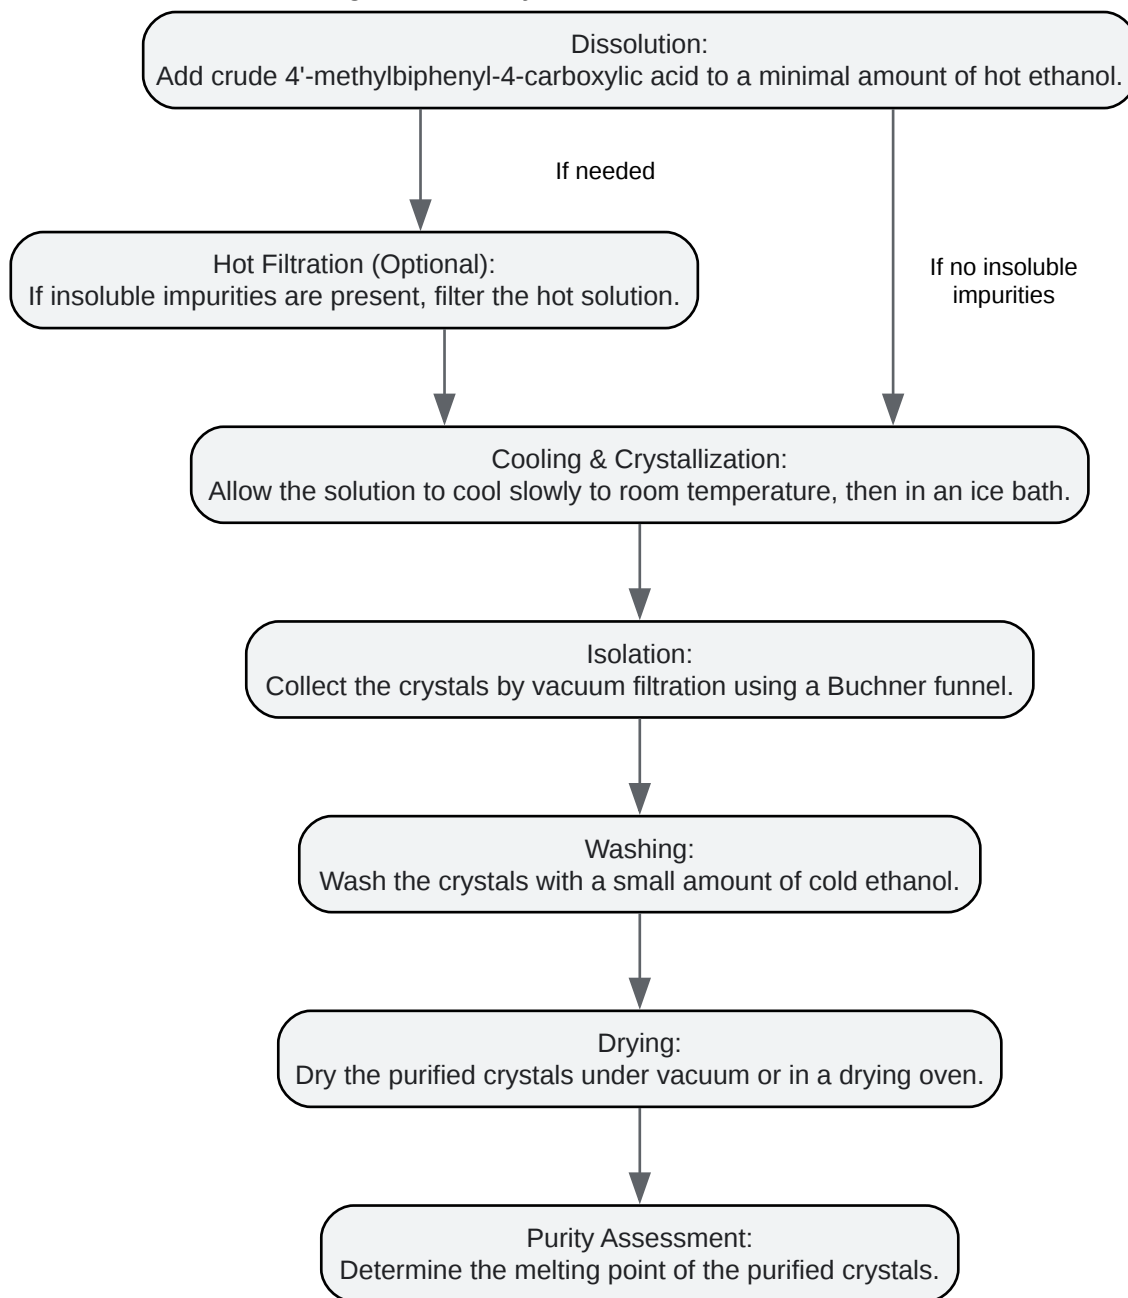 Dissolution:
Add crude 4'-methylbiphenyl-4-carboxylic acid to a minimal amount of hot ethanol.
If needed
Hot Filtration (Optional):
If insoluble impurities are present, filter the hot solution.
If no insoluble
impurities
Cooling & Crystallization:
Allow the solution to cool slowly to room temperature, then in an ice bath.
Isolation:
Collect the crystals by vacuum filtration using a Buchner funnel.
Washing:
Wash the crystals with a small amount of cold ethanol.
Drying:
Dry the purified crystals under vacuum or in a drying oven.
Purity Assessment:
Determine the melting point of the purified crystals.